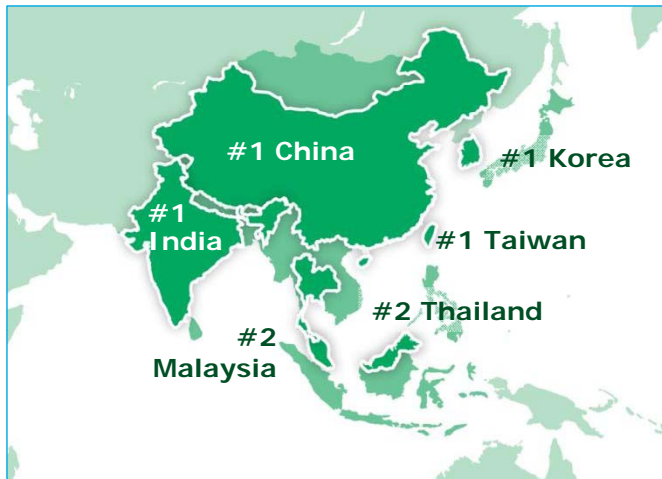 #1 China
#1 Korea
#1
India
#1 Taiwan
#2 Thailand
#2
Malaysia